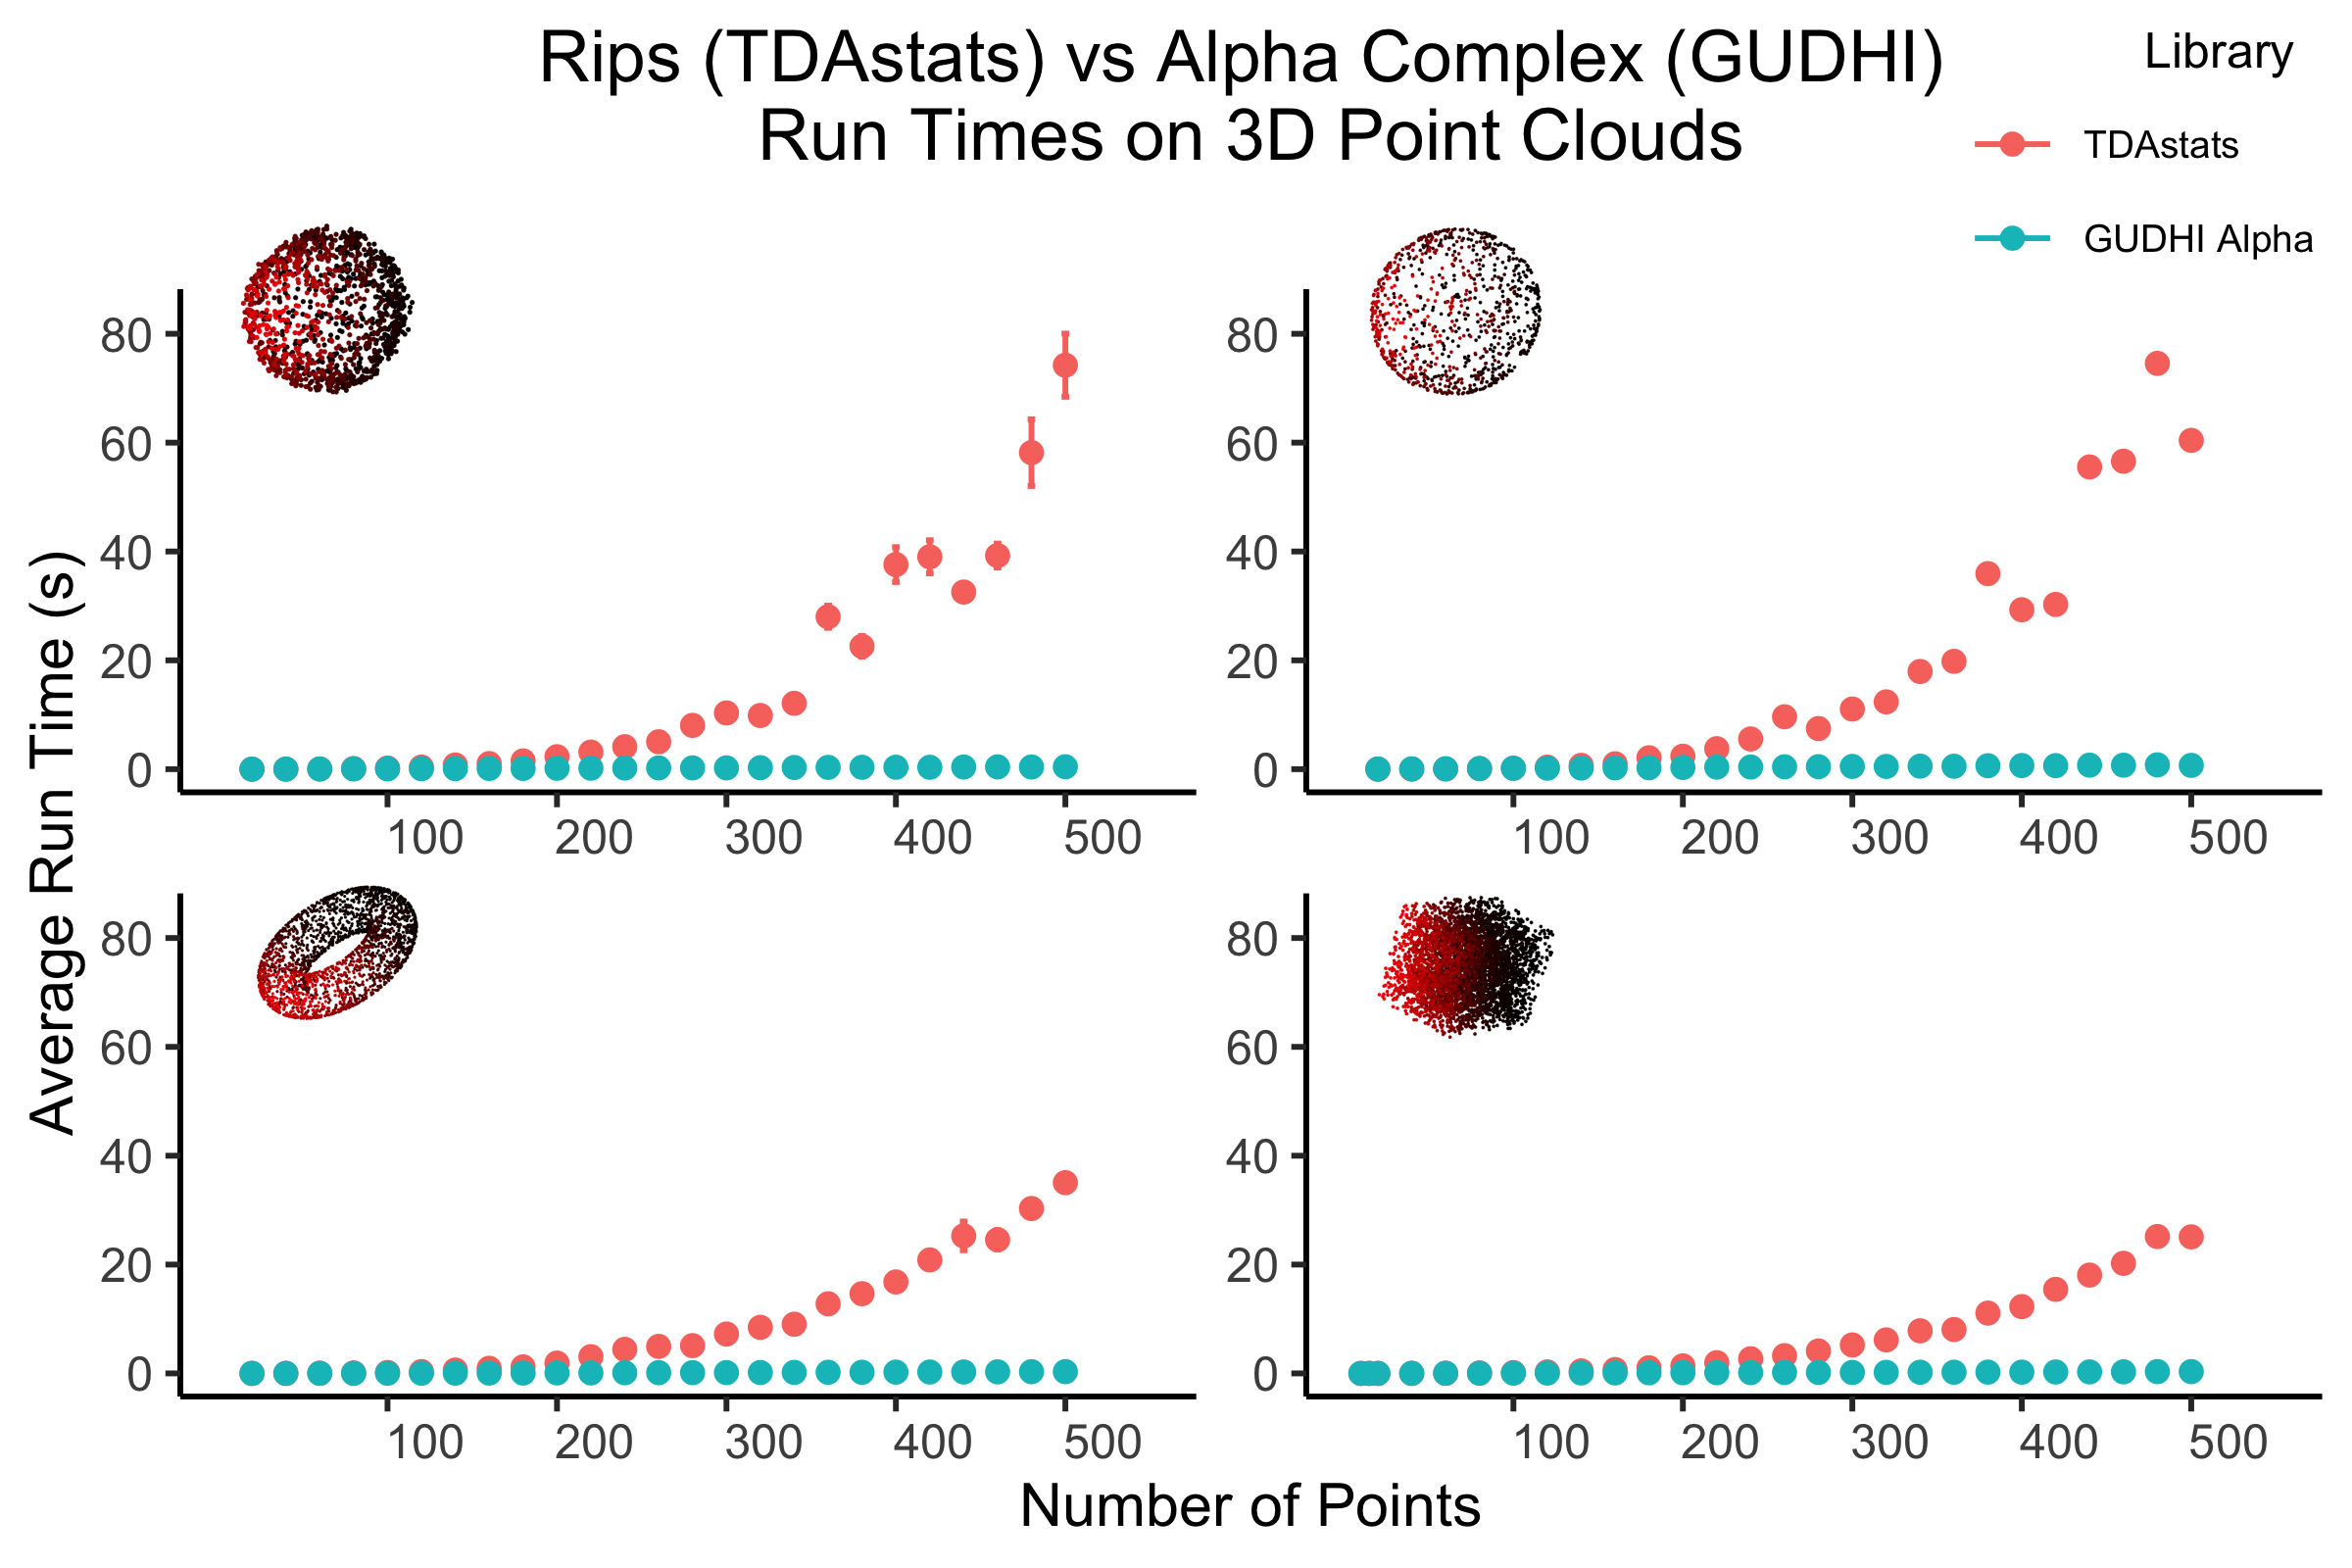 Rips (TDAstats) vs Alpha Complex (GUDHI)
Run Times on 3D Point Clouds
Library
TDAstats
GUDHI Alpha
Average Run Time (s)
80
60
40
20
0
100 200 300 400 500
80
60
40
20
0
100 200 300 400 500
80
60
40
20
0
100 200 300 400 500
80
60
40
20
0
100 200 300 400 500
Number of Points